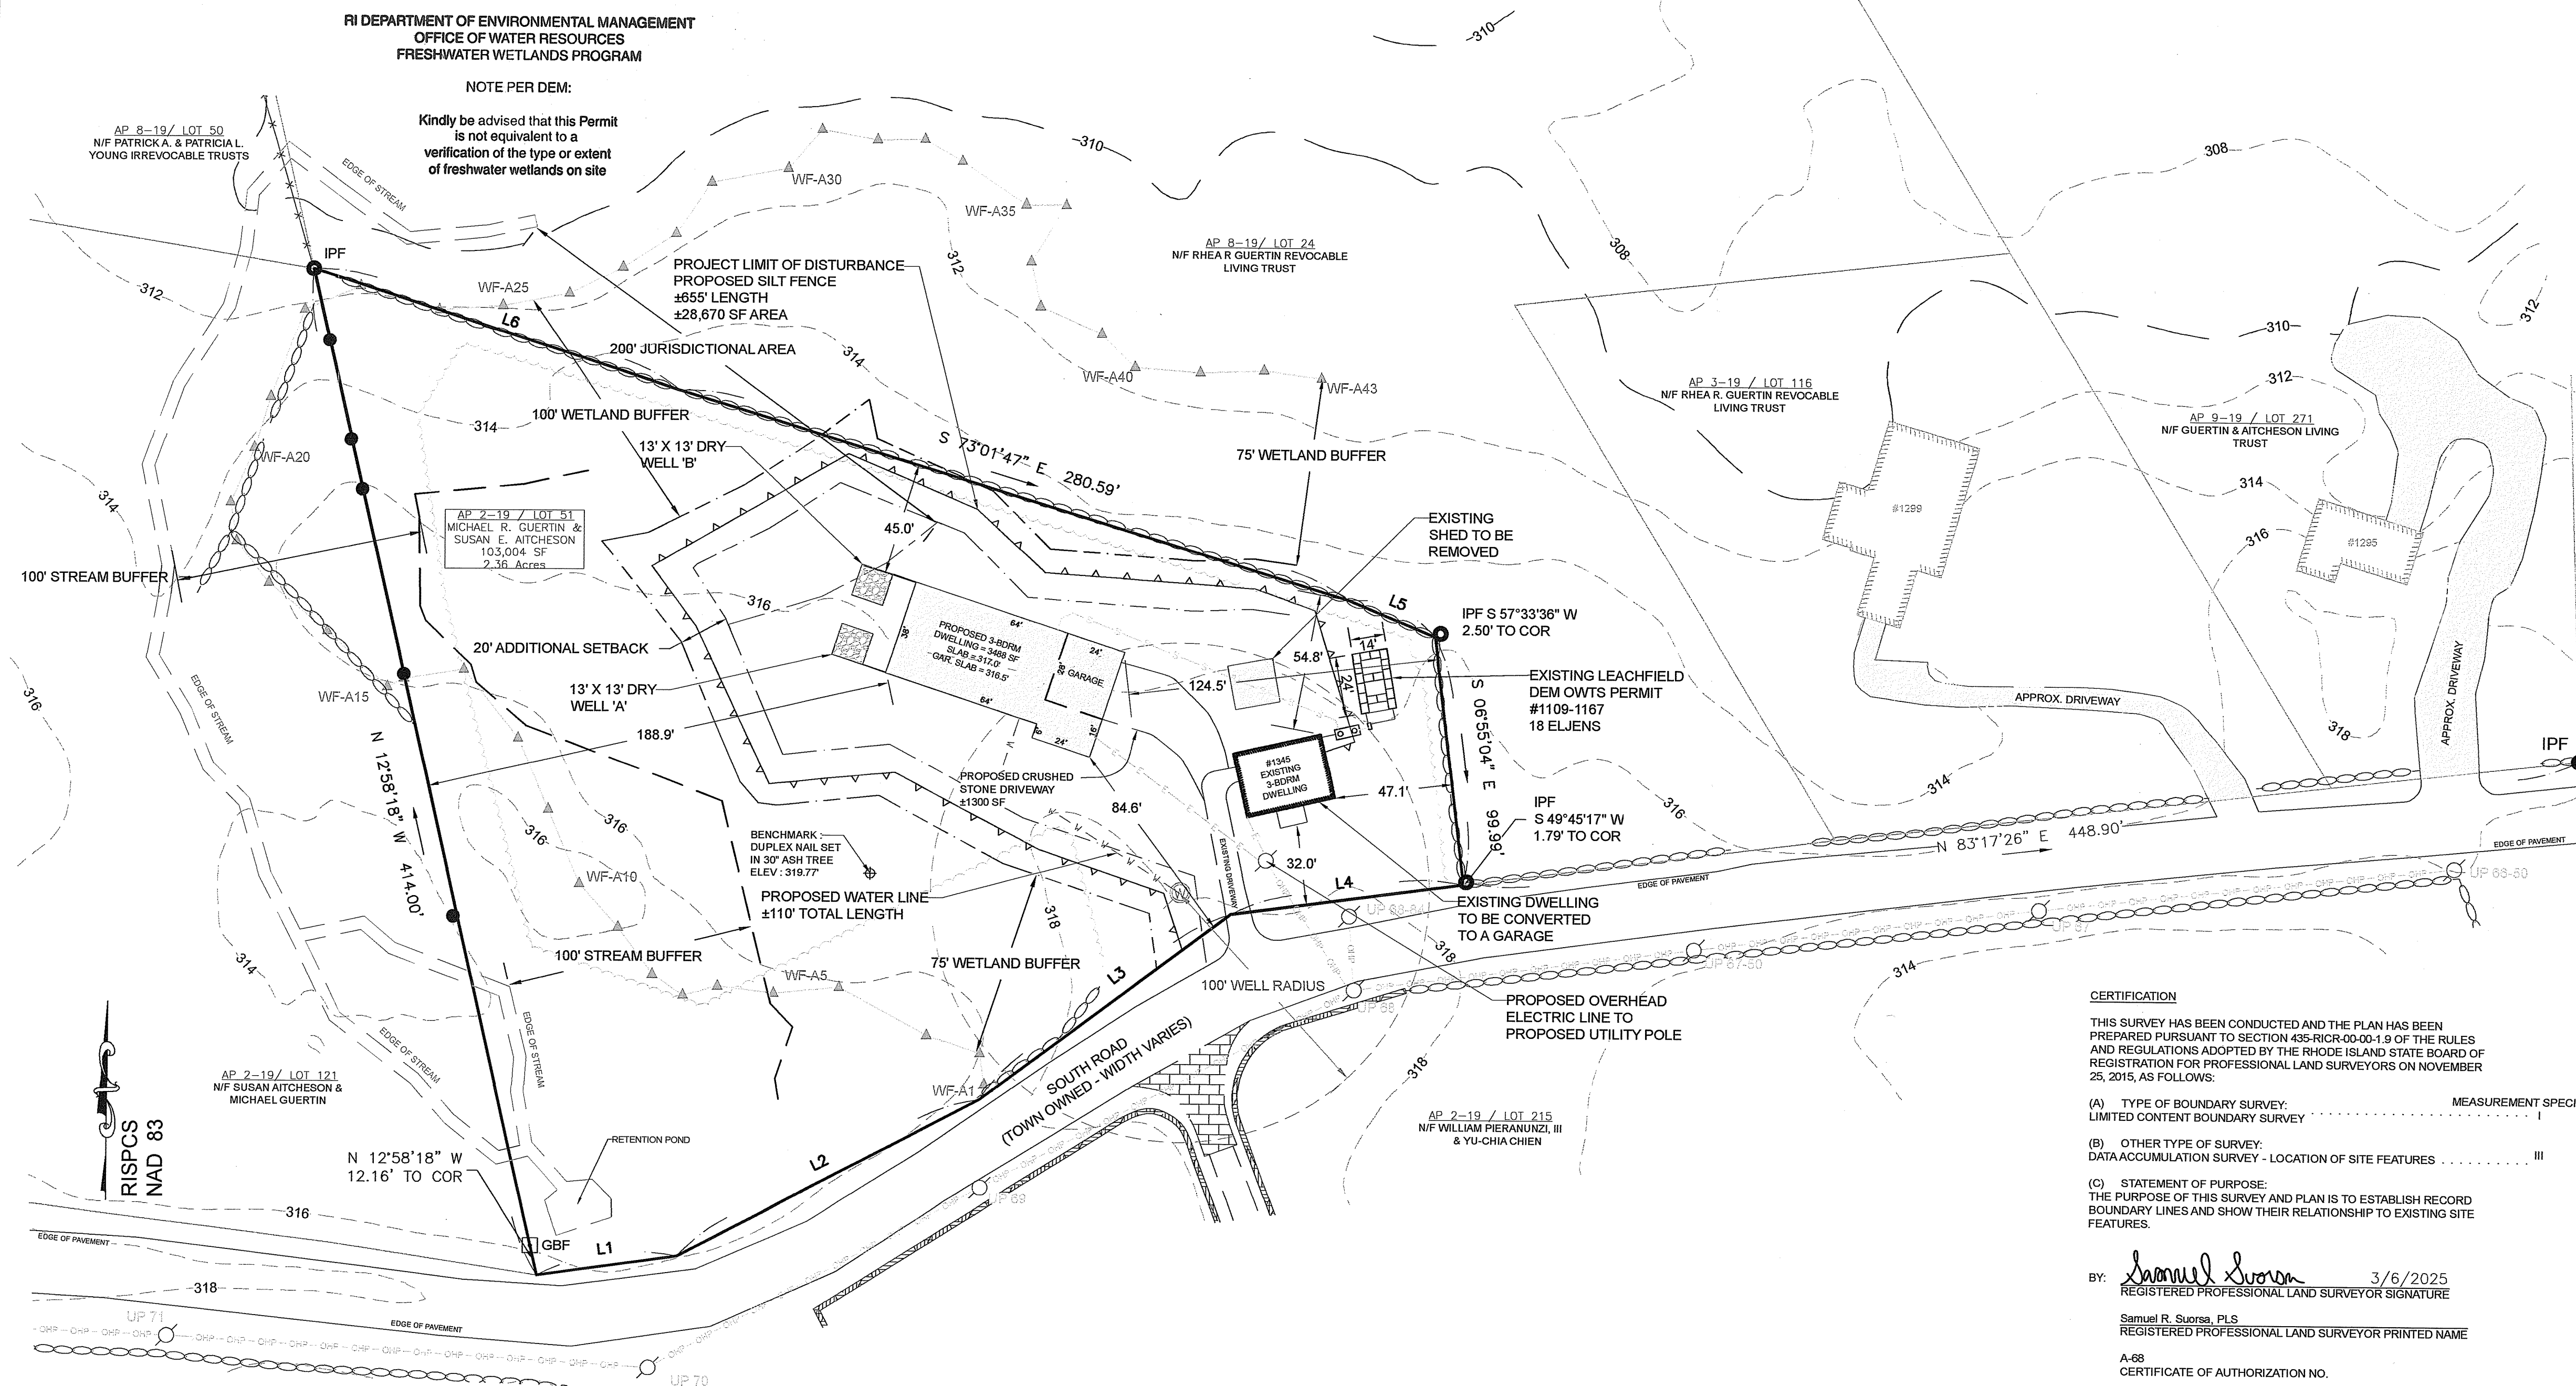 RI DEPARTMENT OF ENVIRONMENTAL MANAGEMENT
OFFICE OF WATER RESOURCES
FRESHWATER WETLANDS PROGRAM
NOTE PER DEM:
Kindly be advised that this Permit
is not equivalent to a
verification of the type or extent
of freshwater wetlands on site
AP 8-19/ LOT 50
N/F PATRICK A. & PATRICIA L.
YOUNG IRREVOCABLE TRUSTS
EDGE OF STREAM
IPF
310
310
308
308
312
312
WF-A30
WF-A35
AP 8-19/ LOT 24
N/F RHEA R GUERTIN REVOCABLE
LIVING TRUST
WF-A25
L6
PROJECT LIMIT OF DISTURBANCE
PROPOSED SILT FENCE
±655' LENGTH
±28,670 SF AREA
200' JURISDICTIONAL AREA
314
WF-A40
WF-A43
310
312
312
AP 3-19 / LOT 116
N/F RHEA R. GUERTIN REVOCABLE
LIVING TRUST
AP 9-19 / LOT 271
N/F GUERTIN & AITCHESON LIVING
TRUST
100' WETLAND BUFFER
314
13' X 13' DRY
WELL 'B'
S 73°01'47" E 280.59'
75' WETLAND BUFFER
WF-A20
314
314
#1299
316
#1295
AP 2-19 / LOT 51
MICHAEL R. GUERTIN &
SUSAN E. AITCHESON
103,004 SF
2.36 Acres
45.0'
EXISTING
SHED TO BE
REMOVED
100' STREAM BUFFER
316
L5
IPF S 57°33'36" W
2.50' TO COR
20' ADDITIONAL SETBACK
PROPOSED 3-BDRM
DWELLING = 3488 SF
SLAB = 317.0'
GAR. SLAB = 316.5'
64'
38'
24'
28'
GARAGE
64'
6'
24'
16'
54.8'
14'
24'
124.5'
EXISTING LEACHFIELD
DEM OWTS PERMIT
#1109-1167
18 ELJENS
APPROX. DRIVEWAY
APPROX. DRIVEWAY
318
IPF
316
WF-A15
13' X 13' DRY
WELL 'A'
188.9'
EDGE OF STREAM
N 12°58'18" W 414.00'
S 06°55'04" E 99.99'
PROPOSED CRUSHED
STONE DRIVEWAY
±1300 SF
#1345
EXISTING
3-BDRM
DWELLING
47.1'
84.6'
IPF
S 49°45'17" W
1.79' TO COR
316
314
316
316
BENCHMARK :
DUPLEX NAIL SET
IN 30" ASH TREE
ELEV : 319.77'
W
EXISTING DRIVEWAY
32.0'
N 83°17'26" E 448.90'
EDGE OF PAVEMENT
EDGE OF PAVEMENT
UP 66-50
WF-A10
PROPOSED WATER LINE
±110' TOTAL LENGTH
L4
EXISTING DWELLING
TO BE CONVERTED
TO A GARAGE
UP 67
318
318
UP 67-50
314
314
100' STREAM BUFFER
WF-A5
75' WETLAND BUFFER
L3
100' WELL RADIUS
UP 68
PROPOSED OVERHEAD
ELECTRIC LINE TO
PROPOSED UTILITY POLE
EDGE OF STREAM
EDGE OF STREAM
SOUTH ROAD
(TOWN OWNED - WIDTH VARIES)
318
WF-A1
AP 2-19/ LOT 121
N/F SUSAN AITCHESON &
MICHAEL GUERTIN
AP 2-19 / LOT 215
N/F WILLIAM PIERANUNZI, III
& YU-CHIA CHIEN
RISPCS
NAD 83
RETENTION POND
N 12°58'18" W
12.16' TO COR
L2
UP 69
316
EDGE OF PAVEMENT
GBF
L1
318
UP 71
EDGE OF PAVEMENT
UP 70
OHP
CERTIFICATION
THIS SURVEY HAS BEEN CONDUCTED AND THE PLAN HAS BEEN
PREPARED PURSUANT TO SECTION 435-RICR-00-00-1.9 OF THE RULES
AND REGULATIONS ADOPTED BY THE RHODE ISLAND STATE BOARD OF
REGISTRATION FOR PROFESSIONAL LAND SURVEYORS ON NOVEMBER
25, 2015, AS FOLLOWS:
(A) TYPE OF BOUNDARY SURVEY: MEASUREMENT SPECI
LIMITED CONTENT BOUNDARY SURVEY . . . . . . . . . . I
(B) OTHER TYPE OF SURVEY:
DATA ACCUMULATION SURVEY - LOCATION OF SITE FEATURES . . . . . . . . . . III
(C) STATEMENT OF PURPOSE:
THE PURPOSE OF THIS SURVEY AND PLAN IS TO ESTABLISH RECORD
BOUNDARY LINES AND SHOW THEIR RELATIONSHIP TO EXISTING SITE
FEATURES.
BY: Samuel Suorsa 3/6/2025
REGISTERED PROFESSIONAL LAND SURVEYOR SIGNATURE
Samuel R. Suorsa, PLS
REGISTERED PROFESSIONAL LAND SURVEYOR PRINTED NAME
A-68
CERTIFICATE OF AUTHORIZATION NO.